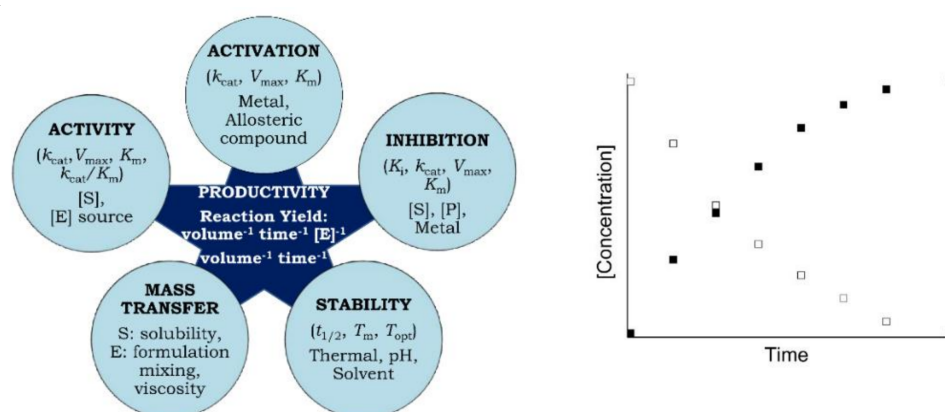 ACTIVATION
(kcat, Vmax, Km)
Metal,
Allosteric
compound
ACTIVITY
(kcat,Vmax, Km,
kcat/Km)
[S],
[E] source
INHIBITION
(Ki, kcat, Vmax,
Km)
[S], [P],
Metal
PRODUCTIVITY
Reaction Yield:
volume⁻¹ time⁻¹ [E]⁻¹
volume⁻¹ time⁻¹
MASS
TRANSFER
S: solubility,
E: formulation
mixing,
viscosity
STABILITY
(t1/2, Tm, Topt)
Thermal, pH,
Solvent
[Concentration]
Time